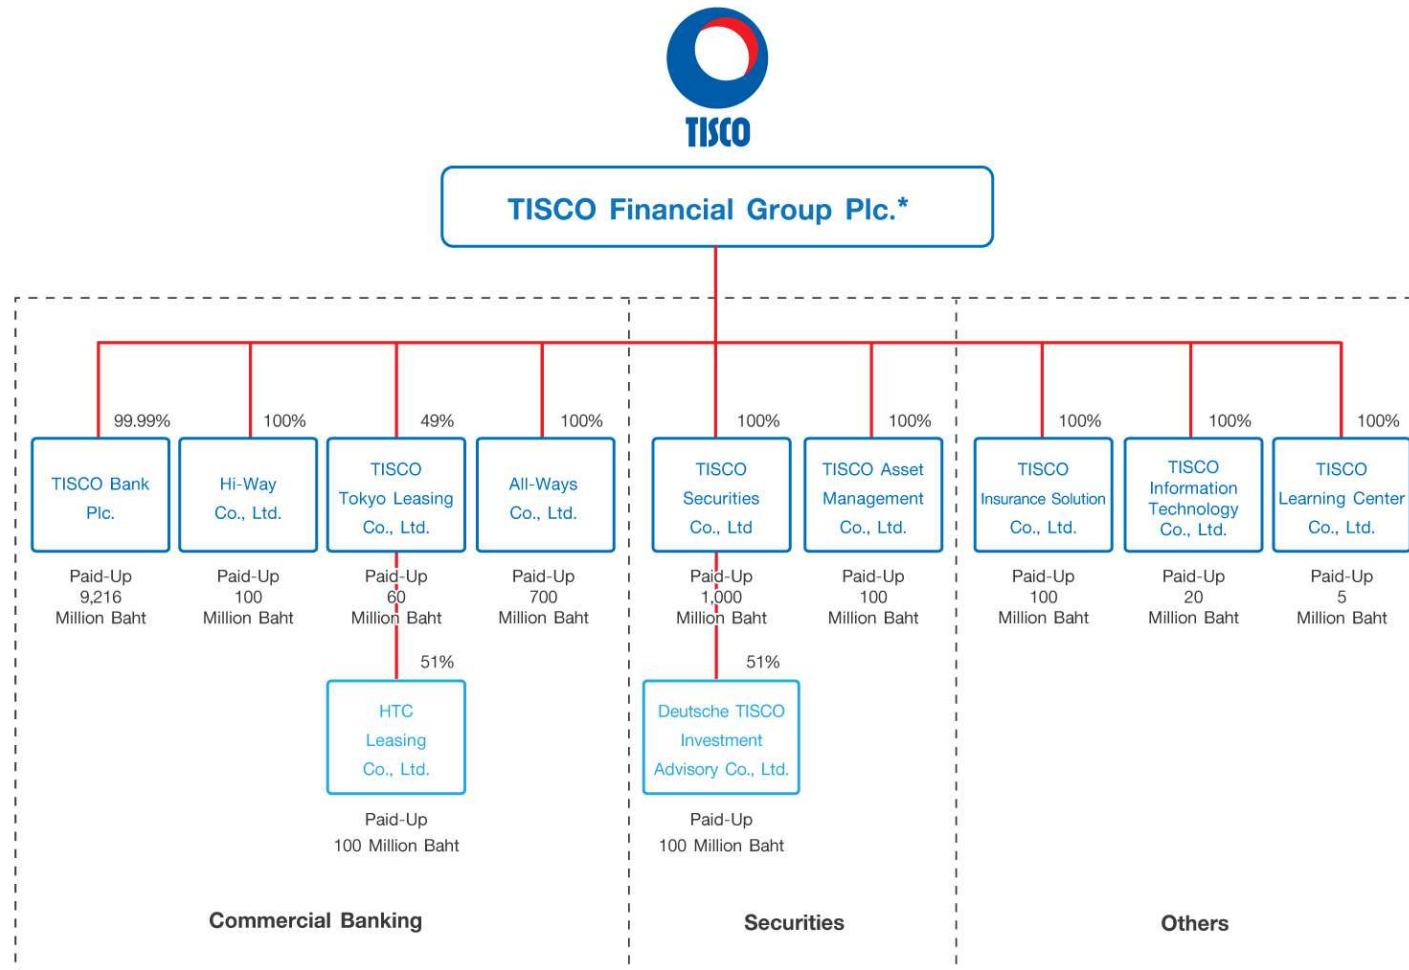 TISCO
TISCO Financial Group Plc.*
99.99%
100%
49%
100%
100%
100%
100%
100%
100%
TISCO Bank
Plc.
Hi-Way
Co., Ltd.
TISCO
Tokyo Leasing
Co., Ltd.
All-Ways
Co., Ltd.
TISCO
Securities
Co., Ltd
TISCO Asset
Management
Co., Ltd.
TISCO
Insurance Solution
Co., Ltd.
TISCO
Information
Technology
Co., Ltd.
TISCO
Learning Center
Co., Ltd.
Paid-Up
9,216
Million Baht
Paid-Up
100
Million Baht
Paid-Up
60
Million Baht
Paid-Up
700
Million Baht
Paid-Up
1,000
Million Baht
Paid-Up
100
Million Baht
Paid-Up
100
Million Baht
Paid-Up
20
Million Baht
Paid-Up
5
Million Baht
51%
51%
HTC
Leasing
Co., Ltd.
Deutsche TISCO
Investment
Advisory Co., Ltd.
Paid-Up
100 Million Baht
Paid-Up
100 Million Baht
Commercial Banking
Securities
Others